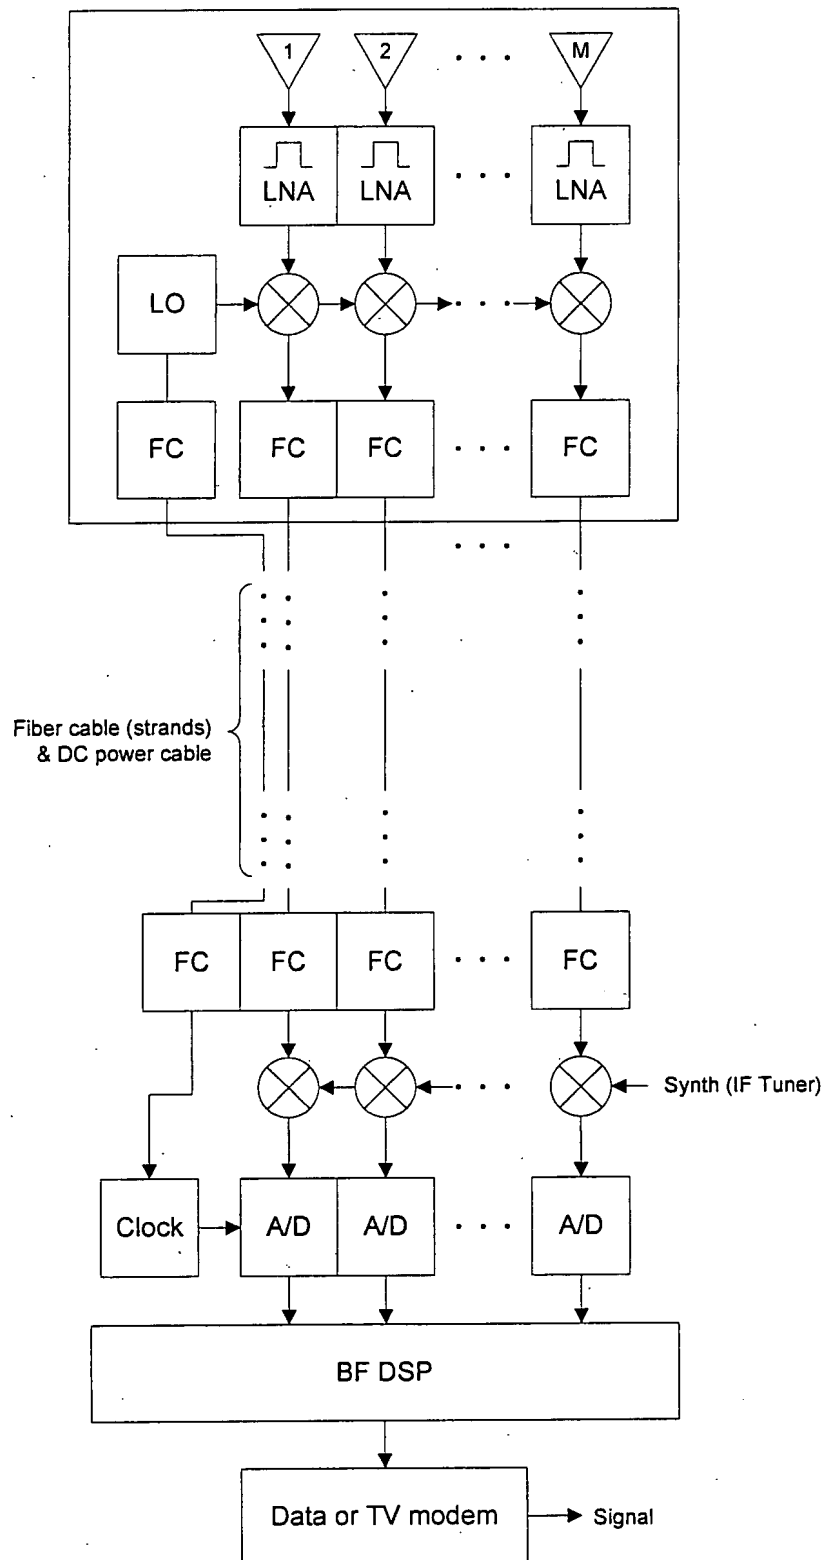 1 2 M
LNA LNA LNA
LO
FC FC FC FC
Fiber cable (strands)
& DC power cable
FC FC FC FC
Synth (IF Tuner)
Clock A/D A/D A/D
BF DSP
Data or TV modem Signal